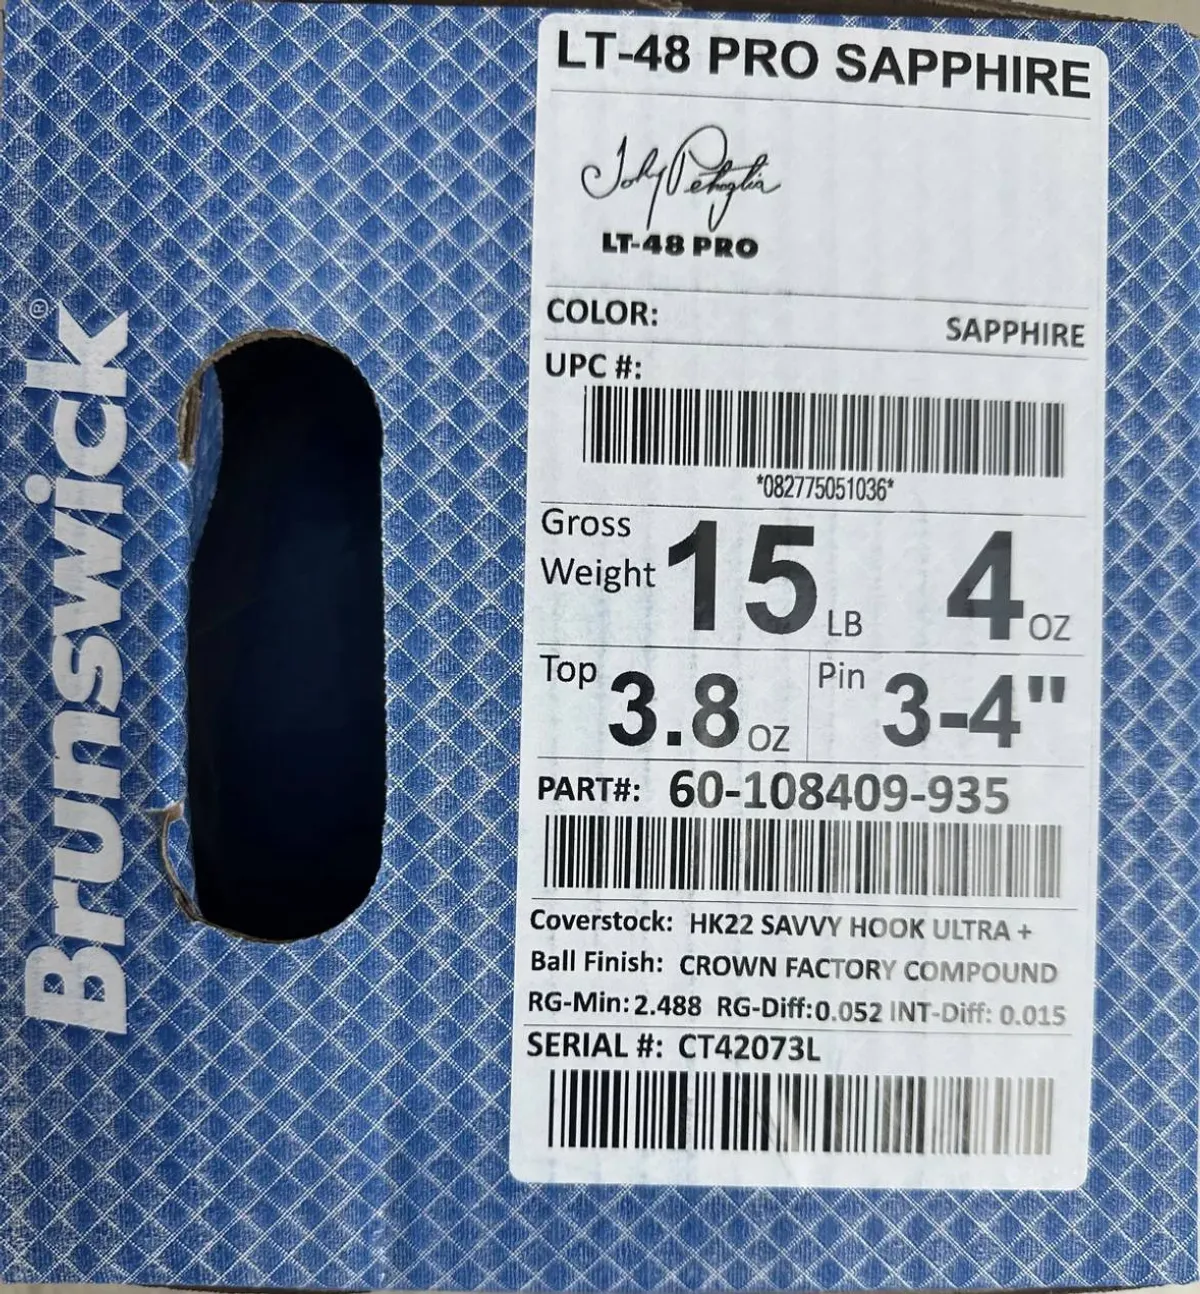 Brunswick®
LT-48 PRO SAPPHIRE
LT-48 PRO
COLOR: SAPPHIRE
UPC #:
*082775051036*
Gross Weight 15 LB 4 OZ
Top 3.8 OZ Pin 3-4"
PART#: 60-108409-935
Coverstock: HK22 SAVVY HOOK ULTRA +
Ball Finish: CROWN FACTORY COMPOUND
RG-Min: 2.488 RG-Diff: 0.052 INT-Diff: 0.015
SERIAL #: CT42073L